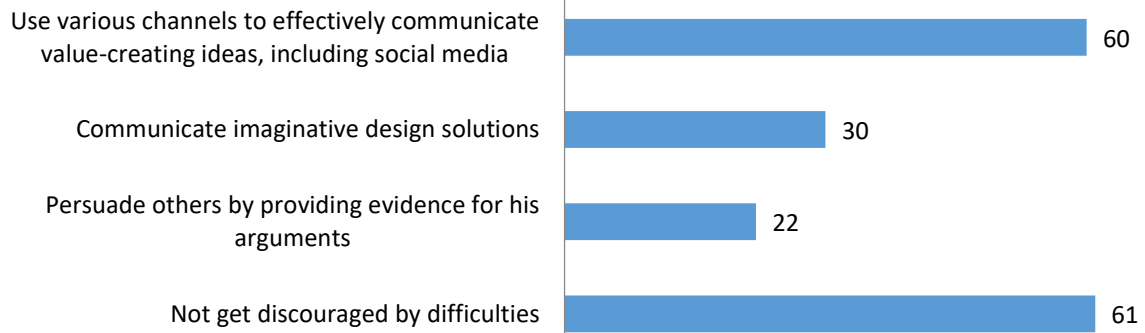 Use various channels to effectively communicate
value-creating ideas, including social media
60
Communicate imaginative design solutions
30
Persuade others by providing evidence for his
arguments
22
Not get discouraged by difficulties
61